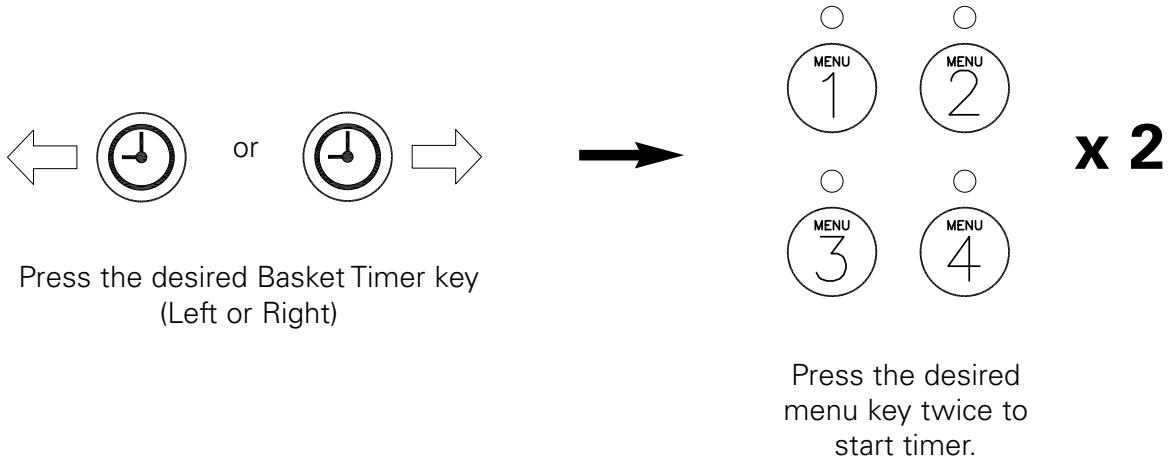 MENU
1
MENU
2
or
x 2
MENU
3
MENU
4
Press the desired Basket Timer key
(Left or Right)
Press the desired
menu key twice to
start timer.